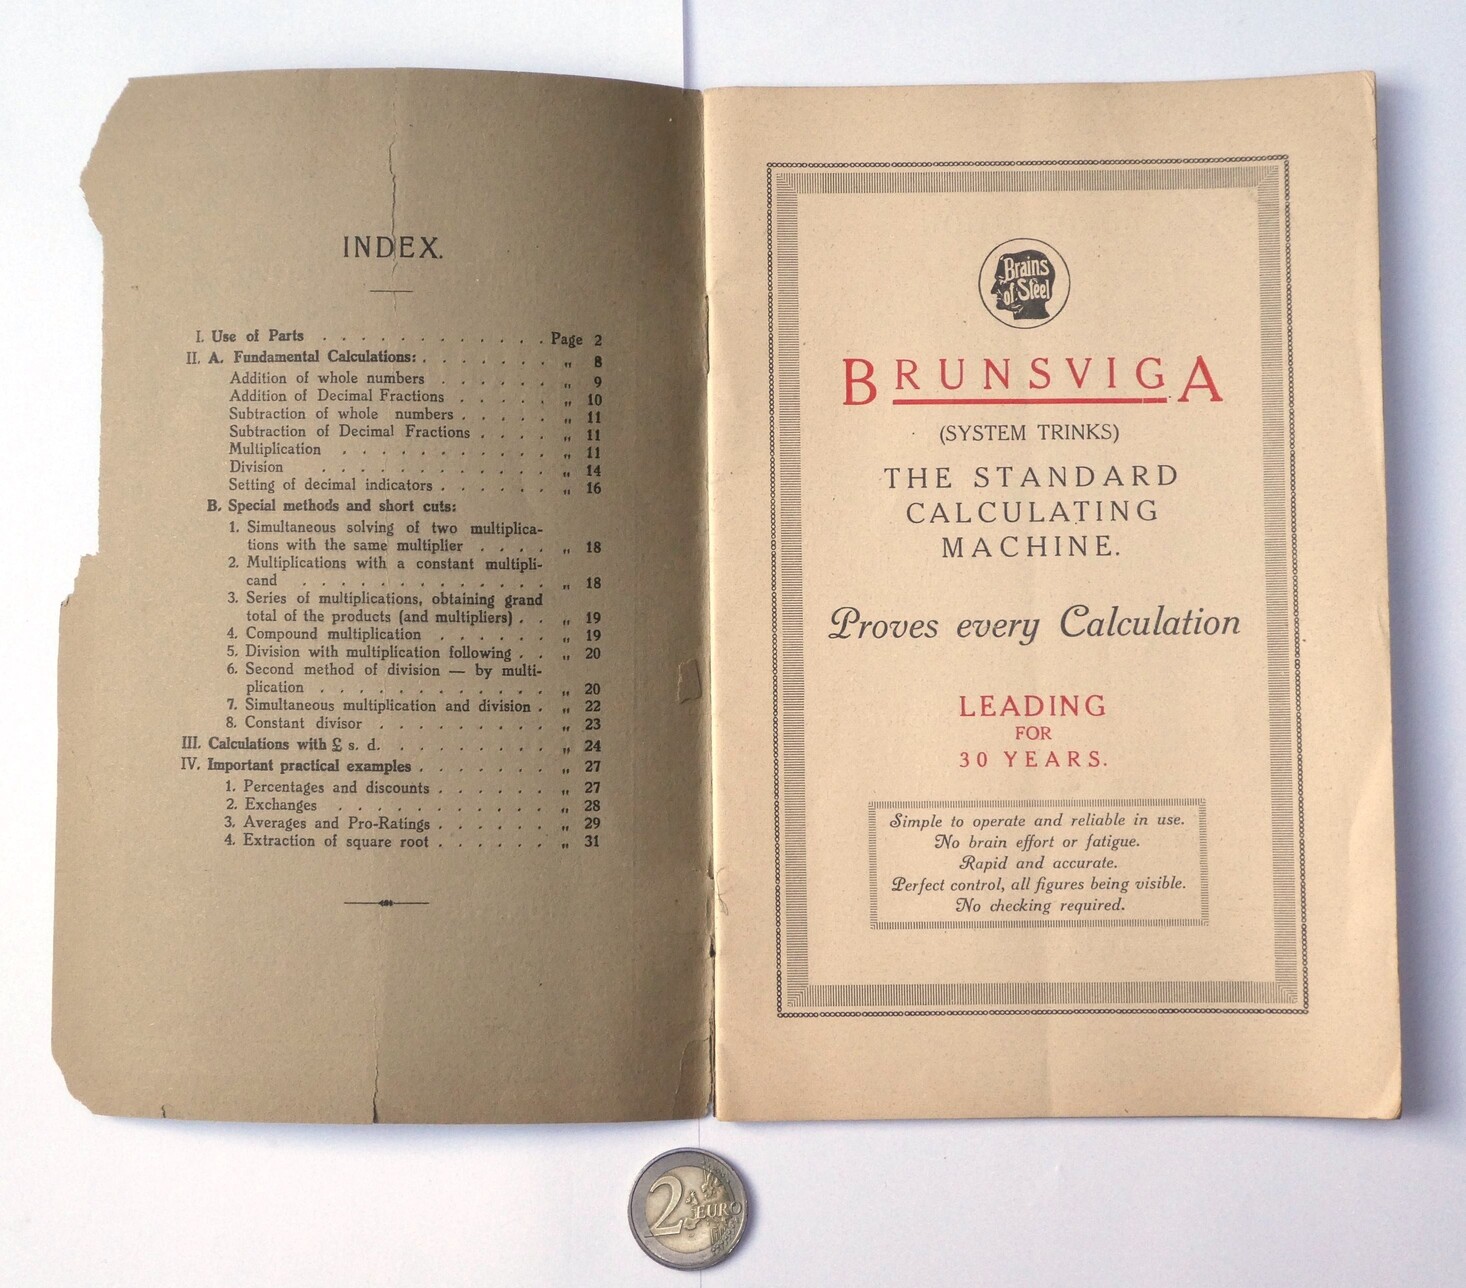 INDEX.
I. Use of Parts . . . . . . . . . . . . Page 2
II. A. Fundamental Calculations: . . . . . . . „ 8
Addition of whole numbers . . . . . . „ 9
Addition of Decimal Fractions . . . . . „ 10
Subtraction of whole numbers . . . . . „ 11
Subtraction of Decimal Fractions . . . . „ 11
Multiplication . . . . . . . . . . . „ 11
Division . . . . . . . . . . . . „ 14
Setting of decimal indicators . . . . . . „ 16
B. Special methods and short cuts:
1. Simultaneous solving of two multiplica-
tions with the same multiplier . . . . „ 18
2. Multiplications with a constant multipli-
cand . . . . . . . . . . . . . „ 18
3. Series of multiplications, obtaining grand
total of the products (and multipliers) . . „ 19
4. Compound multiplication . . . . . . „ 19
5. Division with multiplication following . . „ 20
6. Second method of division — by multi-
plication . . . . . . . . . . . . „ 20
7. Simultaneous multiplication and division . „ 22
8. Constant divisor . . . . . . . . . „ 23
III. Calculations with £ s. d. . . . . . . . . „ 24
IV. Important practical examples . . . . . . . „ 27
1. Percentages and discounts . . . . . . „ 27
2. Exchanges . . . . . . . . . . . „ 28
3. Averages and Pro-Ratings . . . . . . „ 29
4. Extraction of square root . . . . . . „ 31
Brains
of Steel
BRUNSVIGA
(SYSTEM TRINKS)
THE STANDARD
CALCULATING
MACHINE.
Proves every Calculation
LEADING
FOR
30 YEARS.
Simple to operate and reliable in use.
No brain effort or fatigue.
Rapid and accurate.
Perfect control, all figures being visible.
No checking required.
2 EURO